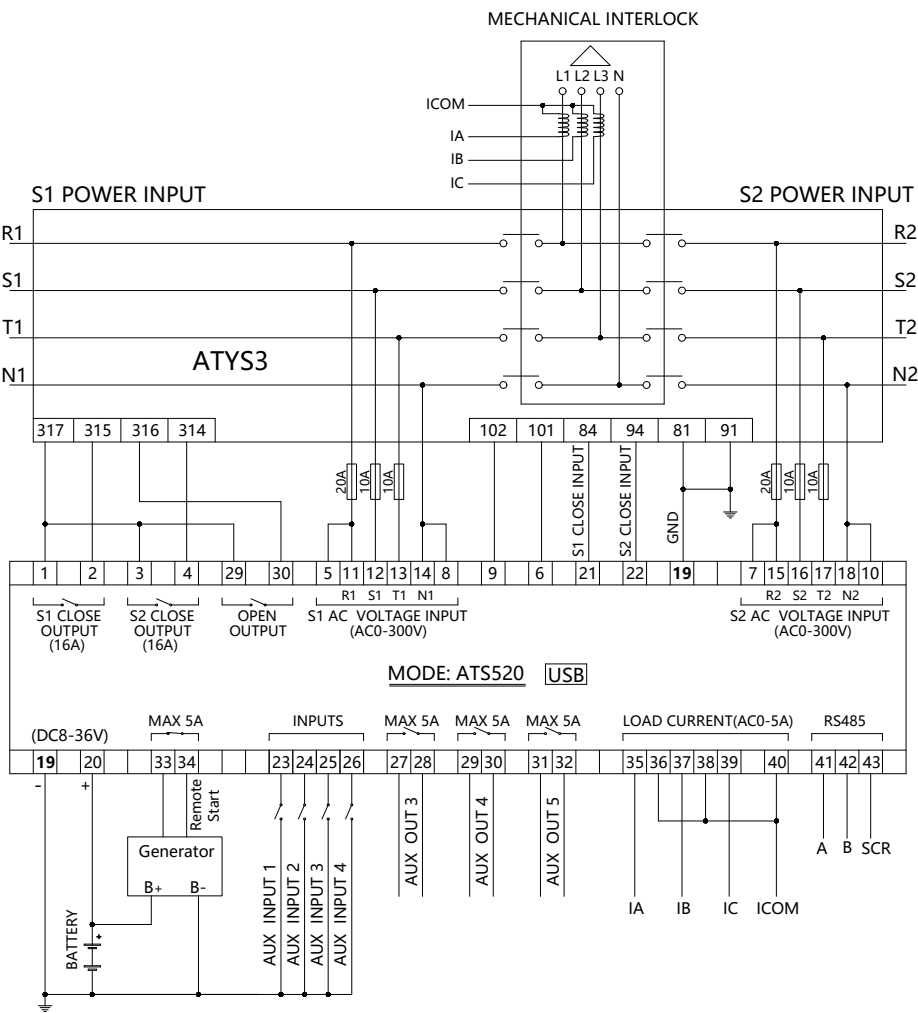 MECHANICAL INTERLOCK
L1 L2 L3 N
ICOM
IA
IB
IC
S1 POWER INPUT
S2 POWER INPUT
R1
R2
S1
S2
T1
T2
ATYS3
N1
N2
317 315 316 314
102 101 84 94 81 91
20A
10A
10A
S1 CLOSE INPUT
S2 CLOSE INPUT
GND
20A
10A
10A
1 2 3 4 29 30 5 11 12 13 14 8 9 6 21 22 19 7 15 16 17 18 10
R1 S1 T1 N1
R2 S2 T2 N2
S1 CLOSE
OUTPUT
(16A)
S2 CLOSE
OUTPUT
(16A)
OPEN
OUTPUT
S1 AC VOLTAGE INPUT
(AC0-300V)
S2 AC VOLTAGE INPUT
(AC0-300V)
MODE: ATS520 USB
(DC8-36V)
MAX 5A
INPUTS
MAX 5A
MAX 5A
MAX 5A
LOAD CURRENT(AC0-5A)
RS485
19 20 33 34 23 24 25 26 27 28 29 30 31 32 35 36 37 38 39 40 41 42 43
-
+
Remote
Start
Generator
B+ B-
BATTERY
+
AUX INPUT 1
AUX INPUT 2
AUX INPUT 3
AUX INPUT 4
AUX OUT 3
AUX OUT 4
AUX OUT 5
IA IB IC ICOM
A B SCR